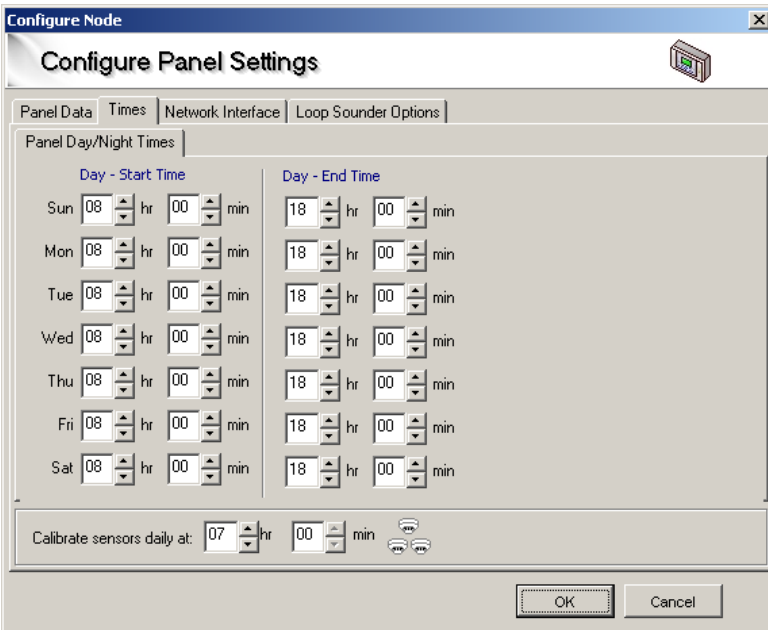 Configure Node
Configure Panel Settings
Panel Data Times Network Interface Loop Sounder Options
Panel Day/Night Times
Day - Start Time Day - End Time
Sun 08 hr 00 min 18 hr 00 min
Mon 08 hr 00 min 18 hr 00 min
Tue 08 hr 00 min 18 hr 00 min
Wed 08 hr 00 min 18 hr 00 min
Thu 08 hr 00 min 18 hr 00 min
Fri 08 hr 00 min 18 hr 00 min
Sat 08 hr 00 min 18 hr 00 min
Calibrate sensors daily at: 07 hr 00 min
OK Cancel